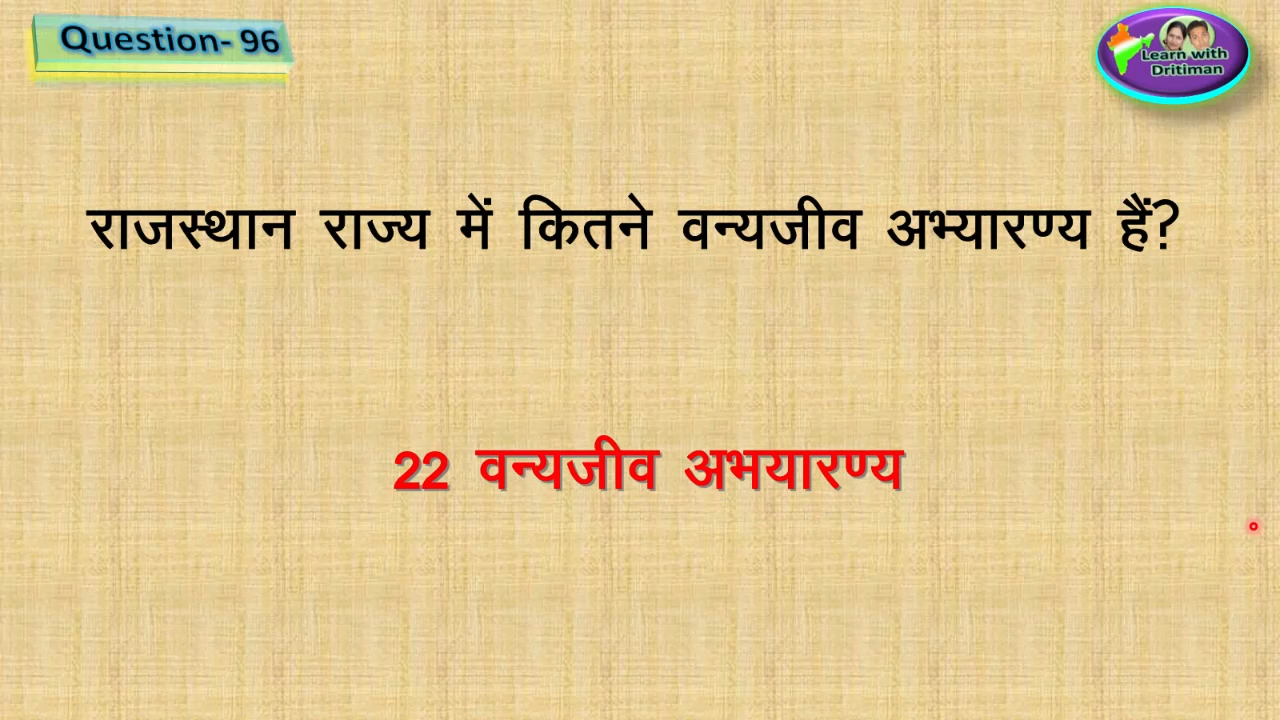 Question- 96
Learn with
Dritiman
राजस्थान राज्य में कितने वन्यजीव अभ्यारण्य हैं?
22 वन्यजीव अभयारण्य